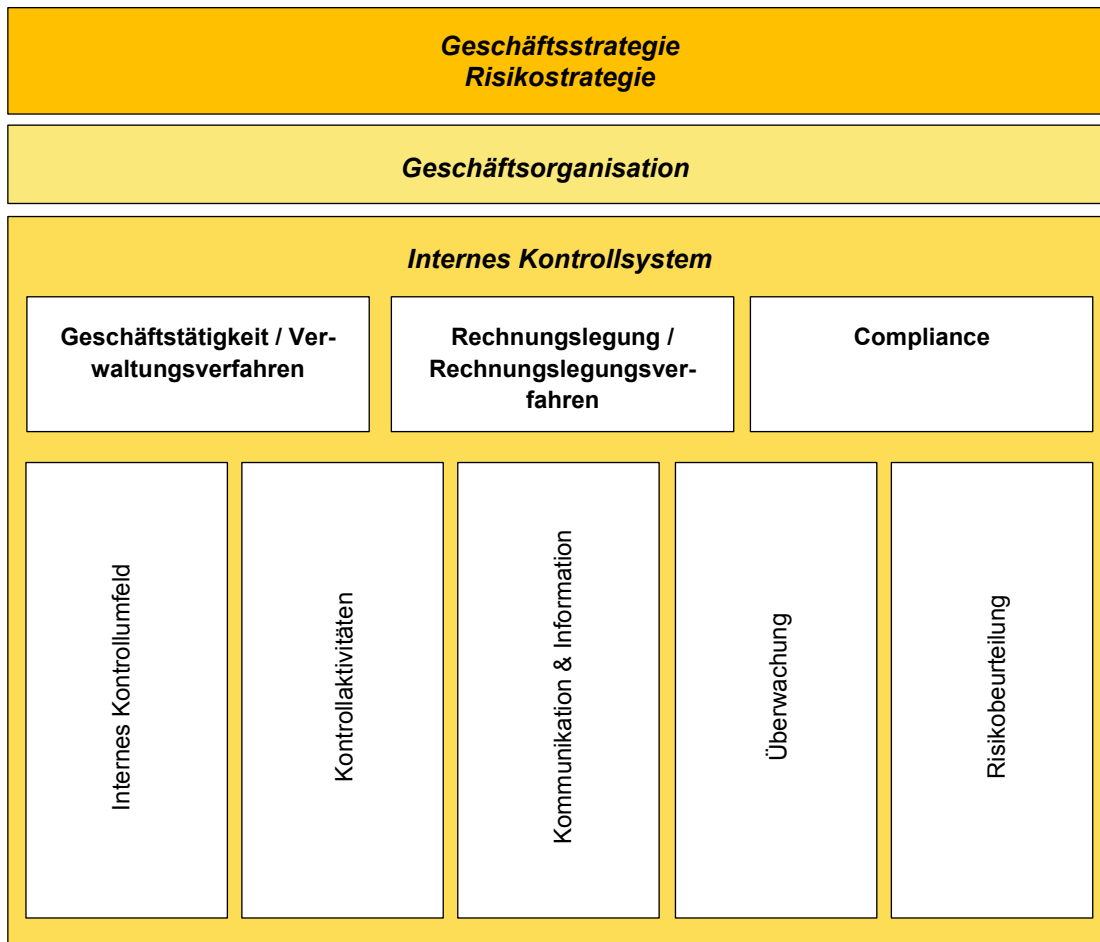 Geschäftsstrategie
Risikostrategie
Geschäftsorganisation
Internes Kontrollsystem
Geschäftstätigkeit / Ver-
waltungsverfahren
Rechnungslegung /
Rechnungslegungsver-
fahren
Compliance
Internes Kontrollumfeld
Kontrollaktivitäten
Kommunikation & Information
Überwachung
Risikobeurteilung